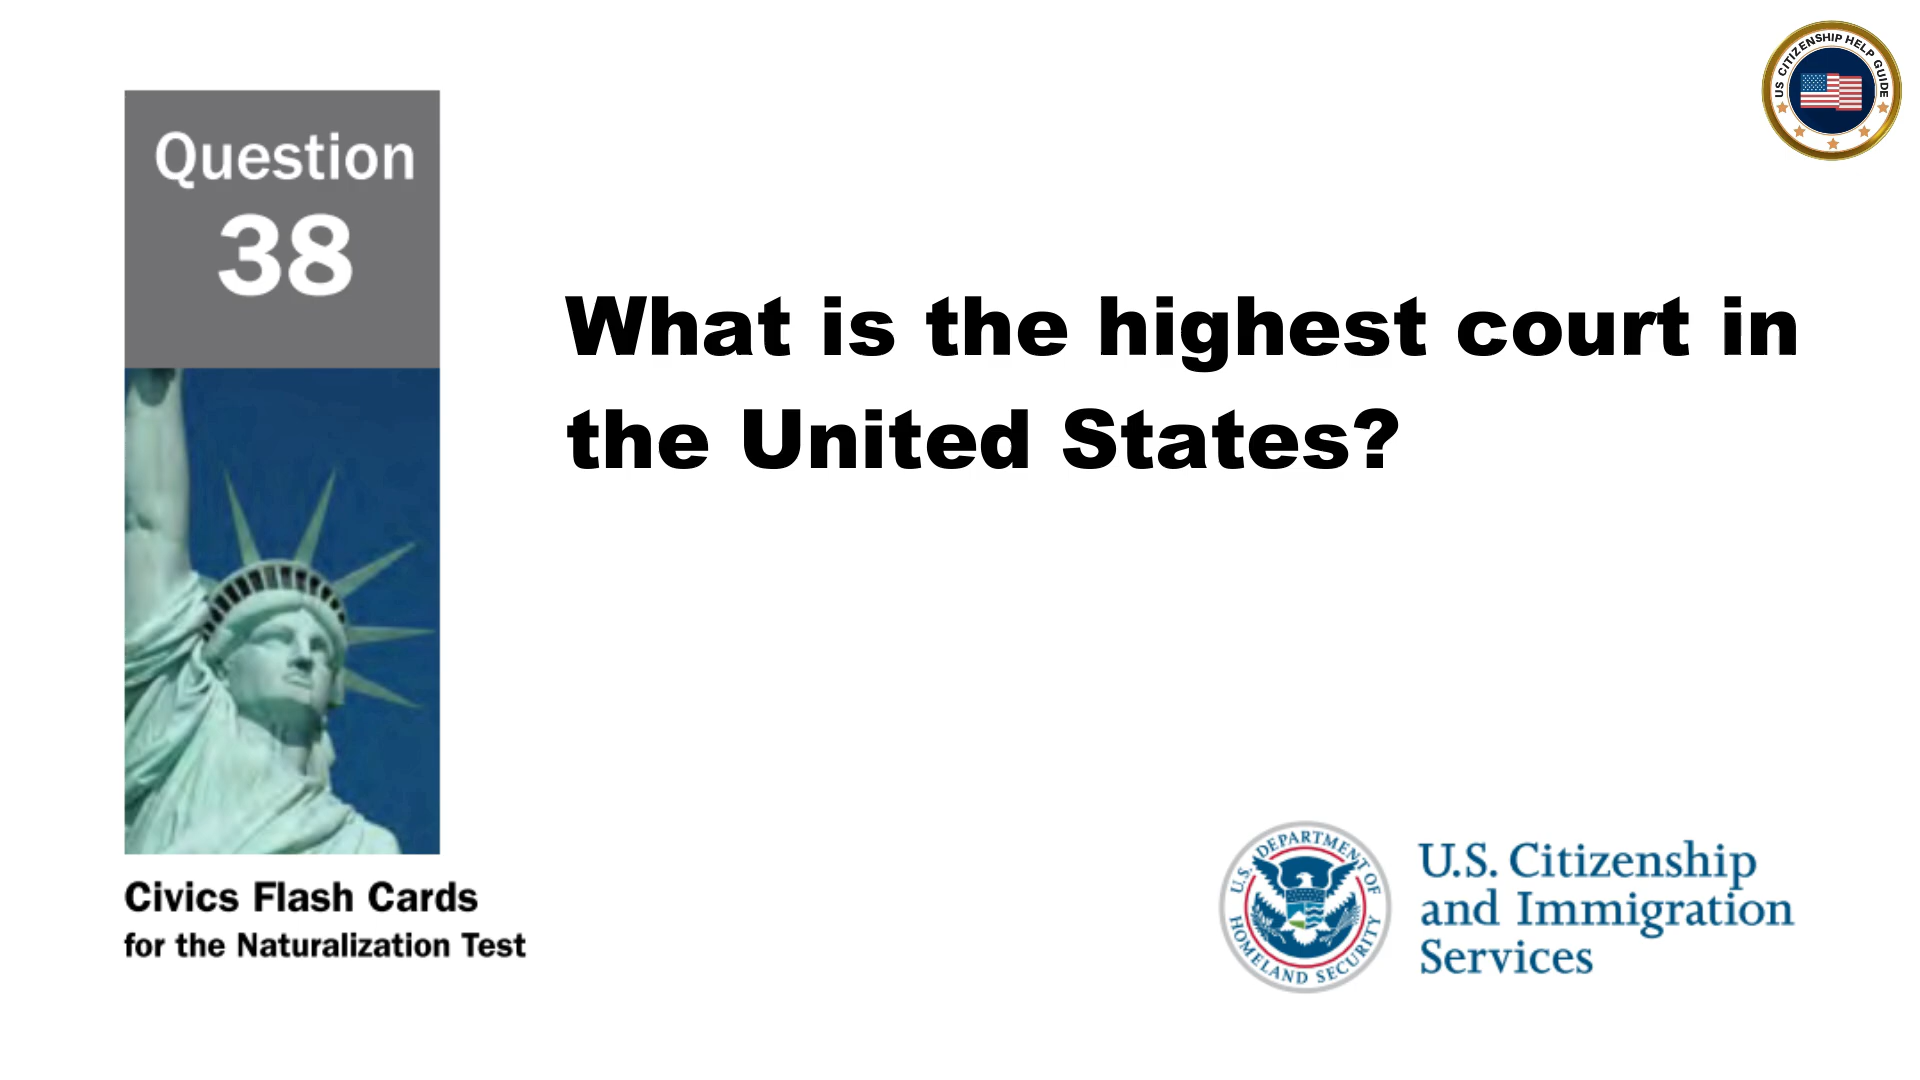 US CITIZENSHIP HELP GUIDE
Question
38
What is the highest court in
the United States?
Civics Flash Cards
for the Naturalization Test
U.S. DEPARTMENT OF
HOMELAND SECURITY
U.S. Citizenship
and Immigration
Services